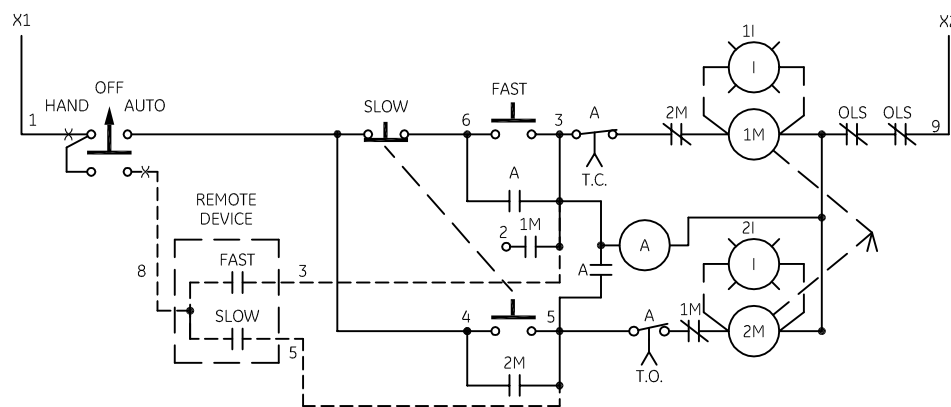 X1
1I
X2
I
OFF
HAND
AUTO
1
X
SLOW
6
FAST
3
A
2M
1M
OLS
OLS
9
X
T.C.
A
REMOTE
DEVICE
2
1M
A
2I
8
FAST
3
A
I
SLOW
5
4
5
A
1M
2M
2M
T.O.